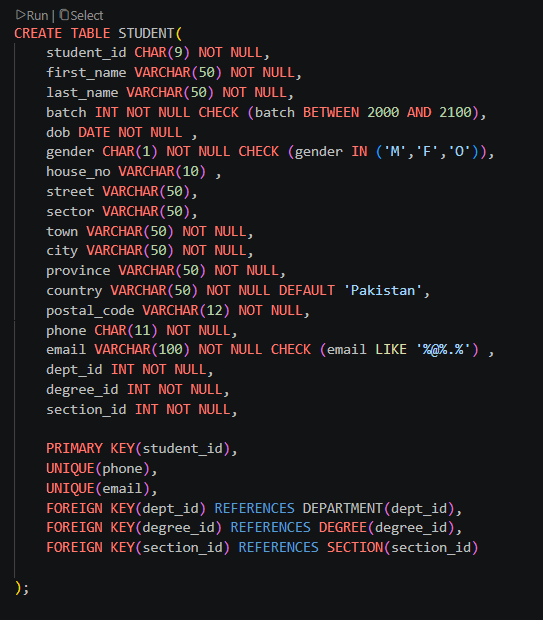 Run | Select
CREATE TABLE STUDENT(
    student_id CHAR(9) NOT NULL,
    first_name VARCHAR(50) NOT NULL,
    last_name VARCHAR(50) NOT NULL,
    batch INT NOT NULL CHECK (batch BETWEEN 2000 AND 2100),
    dob DATE NOT NULL ,
    gender CHAR(1) NOT NULL CHECK (gender IN ('M','F','O')),
    house_no VARCHAR(10) ,
    street VARCHAR(50),
    sector VARCHAR(50),
    town VARCHAR(50) NOT NULL,
    city VARCHAR(50) NOT NULL,
    province VARCHAR(50) NOT NULL,
    country VARCHAR(50) NOT NULL DEFAULT 'Pakistan',
    postal_code VARCHAR(12) NOT NULL,
    phone CHAR(11) NOT NULL,
    email VARCHAR(100) NOT NULL CHECK (email LIKE '%@%.%') ,
    dept_id INT NOT NULL,
    degree_id INT NOT NULL,
    section_id INT NOT NULL,

    PRIMARY KEY(student_id),
    UNIQUE(phone),
    UNIQUE(email),
    FOREIGN KEY(dept_id) REFERENCES DEPARTMENT(dept_id),
    FOREIGN KEY(degree_id) REFERENCES DEGREE(degree_id),
    FOREIGN KEY(section_id) REFERENCES SECTION(section_id)

);